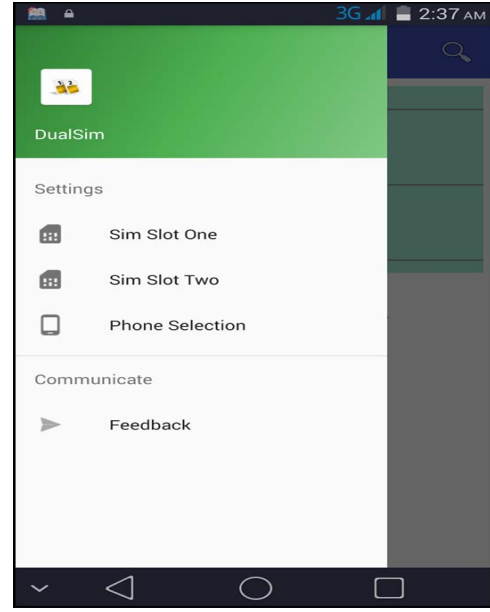 3G 2:37 AM
DualSim
Settings
Sim Slot One
Sim Slot Two
Phone Selection
Communicate
Feedback